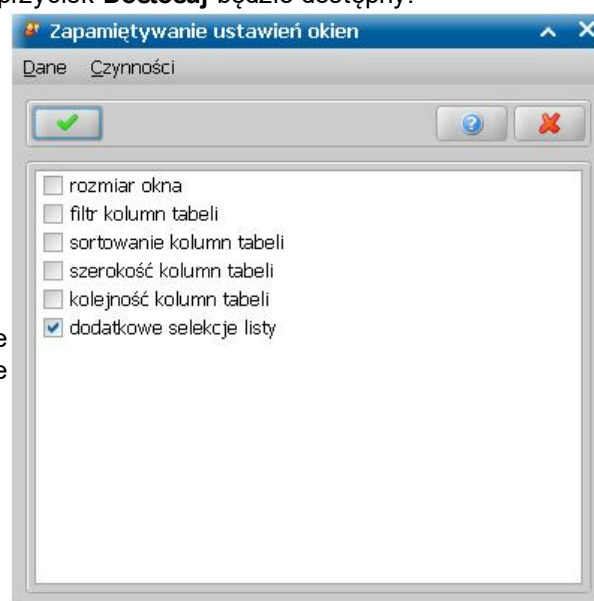 przycisk Dostosuj będzie dostępny.
Zapamiętywanie ustawień okien
Dane Czynności
rozmiar okna
filtr kolumn tabeli
sortowanie kolumn tabeli
szerokość kolumn tabeli
kolejność kolumn tabeli
dodatkowe selekcje listy
e
e